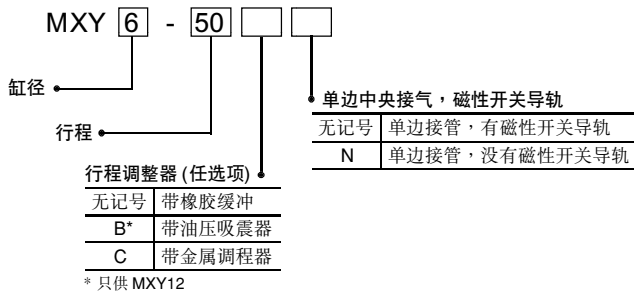 MXY 6 - 50
缸径
行程
单边中央接气，磁性开关导轨
无记号 单边接管，有磁性开关导轨
N 单边接管，没有磁性开关导轨
行程调整器 (任选项)
无记号 带橡胶缓冲
B* 带油压吸震器
C 带金属调程器
* 只供 MXY12